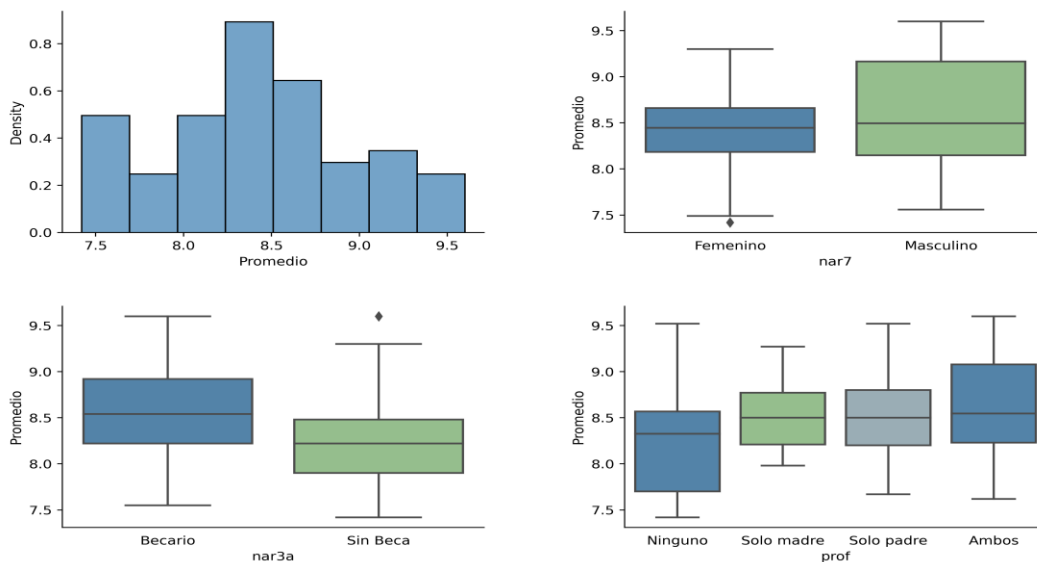 Density
0.8
0.6
0.4
0.2
0.0
7.5 8.0 8.5 9.0 9.5
Promedio
Promedio
9.5
9.0
8.5
8.0
7.5
Femenino Masculino
nar7
Promedio
9.5
9.0
8.5
8.0
7.5
Becario Sin Beca
nar3a
Promedio
9.5
9.0
8.5
8.0
7.5
Ninguno Solo madre Solo padre Ambos
prof